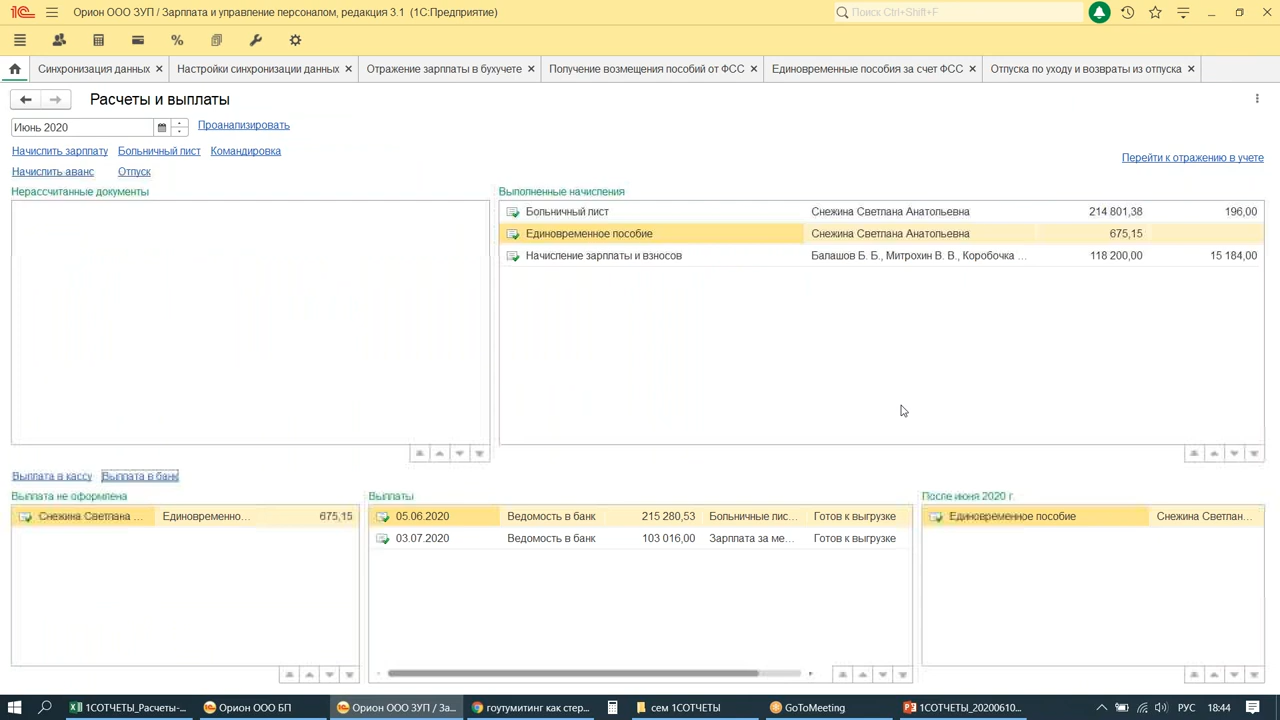 Орион ООО ЗУП / Зарплата и управление персоналом, редакция 3.1 (1С:Предприятие)
Поиск Ctrl+Shift+F
Синхронизация данных
Настройки синхронизации данных
Отражение зарплаты в бухучете
Получение возмещения пособий от ФСС
Единовременные пособия за счет ФСС
Отпуска по уходу и возвраты из отпуска
Расчеты и выплаты
Июнь 2020
Проанализировать
Начислить зарплату Больничный лист Командировка
Перейти к отражению в учете
Начислить аванс Отпуск
Нерассчитанные документы
Выполненные начисления
Больничный лист Снежина Светлана Анатольевна 214 801,38 196,00
Единовременное пособие Снежина Светлана Анатольевна 675,15
Начисление зарплаты и взносов Балашов Б. Б., Митрохин В. В., Коробочка ... 118 200,00 15 184,00
Выплата в кассу Выплата в банк
Выплата не оформлена
Снежина Светлана ... Единовременно... 675,15
Выплаты
05.06.2020 Ведомость в банк 215 280,53 Больничные лис... Готов к выгрузке
03.07.2020 Ведомость в банк 103 016,00 Зарплата за ме... Готов к выгрузке
После июня 2020 г.
Единовременное пособие Снежина Светлан...
1СОТЧЕТЫ_Расчеты-...
Орион ООО БП
Орион ООО ЗУП / За...
гоутумитинг как стер...
сем 1СОТЧЕТЫ
GoToMeeting
1СОТЧЕТЫ_20200610...
РУС
18:44